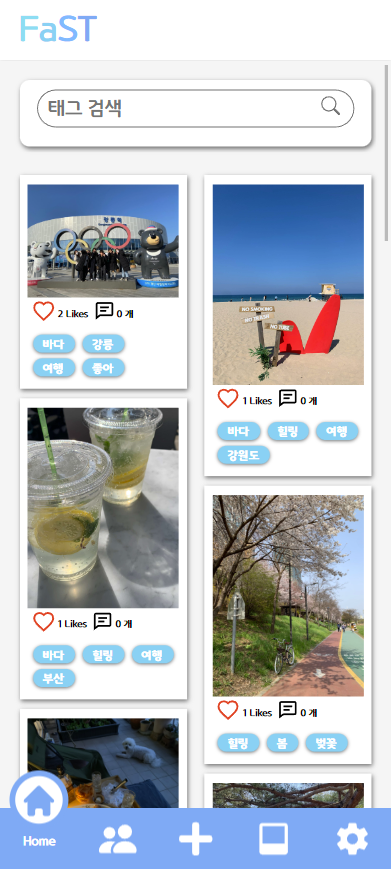 FaST
태그 검색
2 Likes 0 개
바다 강릉
여행 좋아
NO SMOKING
1 Likes 0 개
바다 힐링 여행
강원도
1 Likes 0 개
바다 힐링 여행
부산
1 Likes 0 개
힐링 봄 벚꽃
Home